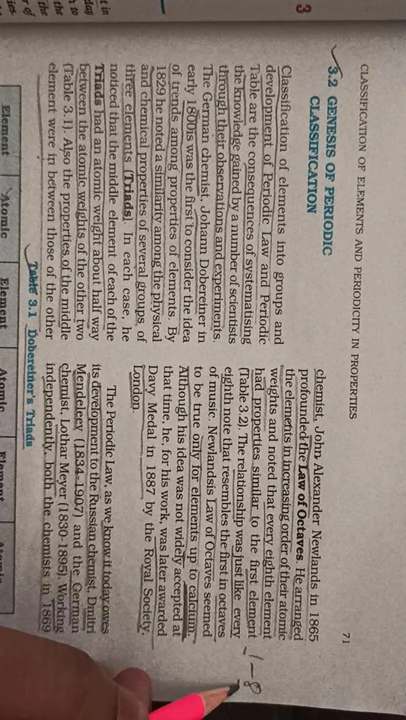 CLASSIFICATION OF ELEMENTS AND PERIODICITY IN PROPERTIES
71
3.2 GENESIS OF PERIODIC
CLASSIFICATION
Classification of elements into groups and
development of Periodic Law and Periodic
Table are the consequences of systematising
the knowledge gained by a number of scientists
through their observations and experiments.
The German chemist, Johann Dobereiner in
early 1800's was the first to consider the idea
of trends among properties of elements. By
1829 he noted a similarity among the physical
and chemical properties of several groups of
three elements (Triads). In each case, he
noticed that the middle element of each of the
Triads had an atomic weight about half way
between the atomic weights of the other two
(Table 3.1). Also the properties of the middle
element were in between those of the other
chemist, John Alexander Newlands in 1865
profounded the Law of Octaves. He arranged
the elements in increasing order of their atomic
weights and noted that every eighth element
had properties similar to the first element
(Table 3.2). The relationship was just like every
eighth note that resembles the first in octaves
of music. Newlands's Law of Octaves seemed
to be true only for elements up to calcium.
Although his idea was not widely accepted at
that time, he, for his work, was later awarded
Davy Medal in 1887 by the Royal Society,
London.
The Periodic Law, as we know it today owes
its development to the Russian chemist, Dmitri
Mendeleev (1834-1907) and the German
chemist, Lothar Meyer (1830-1895). Working
independently, both the chemists in 1869
1-8
Table 3.1 Dobereiner's Triads
Element Atomic Element Atomic Element
3